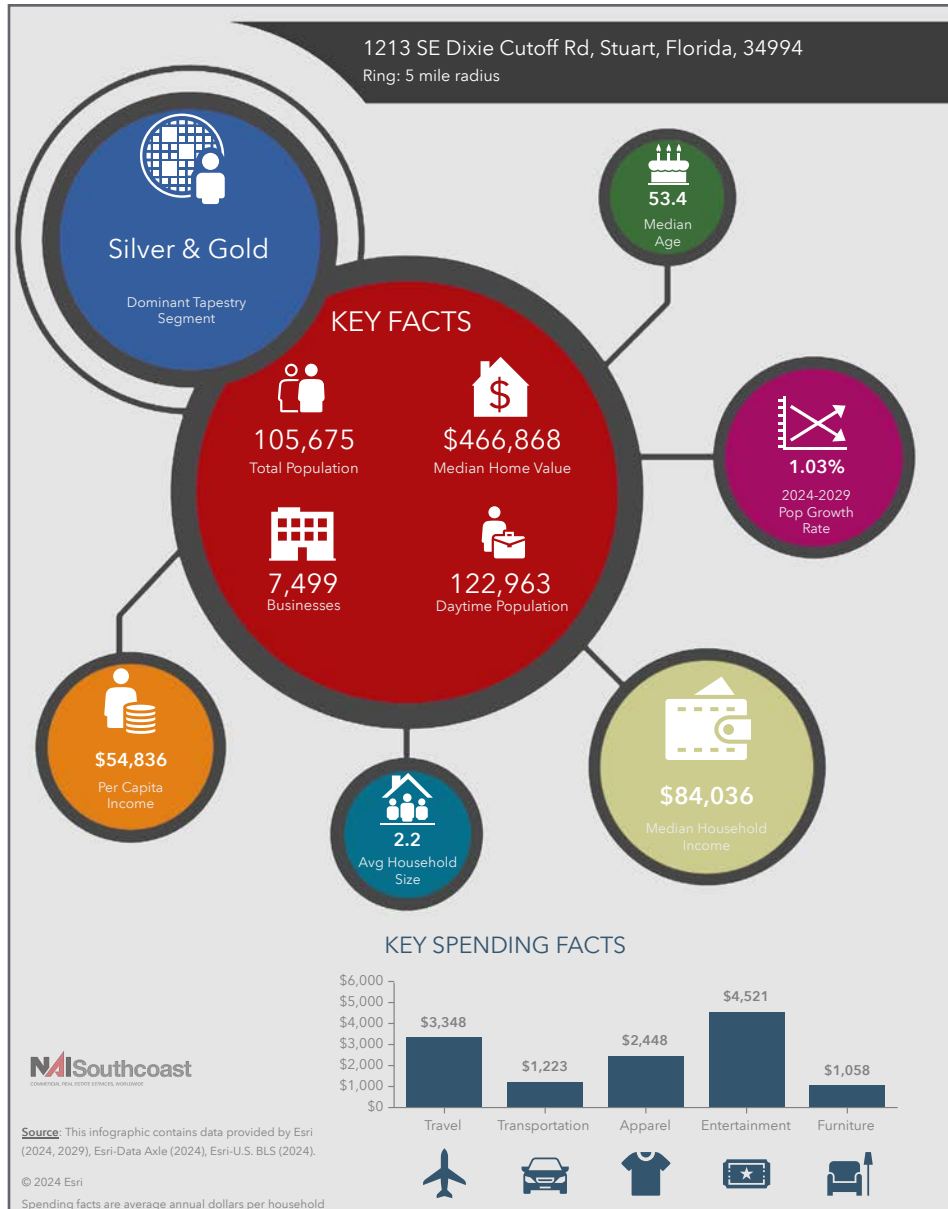 1213 SE Dixie Cutoff Rd, Stuart, Florida, 34994
Ring: 5 mile radius
Silver & Gold
Dominant Tapestry
Segment
53.4
Median
Age
KEY FACTS
105,675
Total Population
$466,868
Median Home Value
7,499
Businesses
122,963
Daytime Population
1.03%
2024-2029
Pop Growth
Rate
$54,836
Per Capita
Income
2.2
Avg Household
Size
$84,036
Median Household
Income
KEY SPENDING FACTS
$6,000
$5,000
$4,000
$3,000
$2,000
$1,000
$0
$3,348
$1,223
$2,448
$4,521
$1,058
Travel
Transportation
Apparel
Entertainment
Furniture
NAISouthcoast
COMMERCIAL REAL ESTATE SERVICES, WORLDWIDE
Source: This infographic contains data provided by Esri
(2024, 2029), Esri-Data Axle (2024), Esri-U.S. BLS (2024).
© 2024 Esri
Spending facts are average annual dollars per household